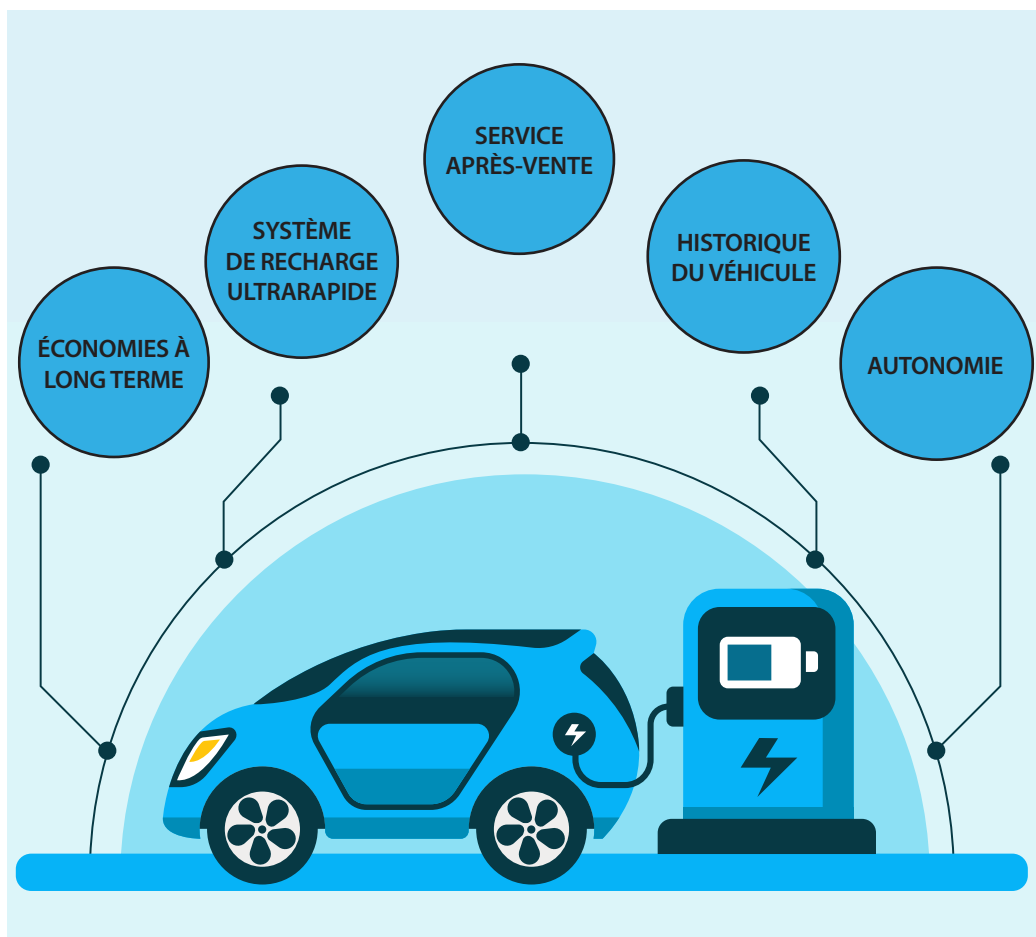 ÉCONOMIES À
LONG TERME
SYSTÈME
DE RECHARGE
ULTRARAPIDE
SERVICE
APRÈS-VENTE
HISTORIQUE
DU VÉHICULE
AUTONOMIE